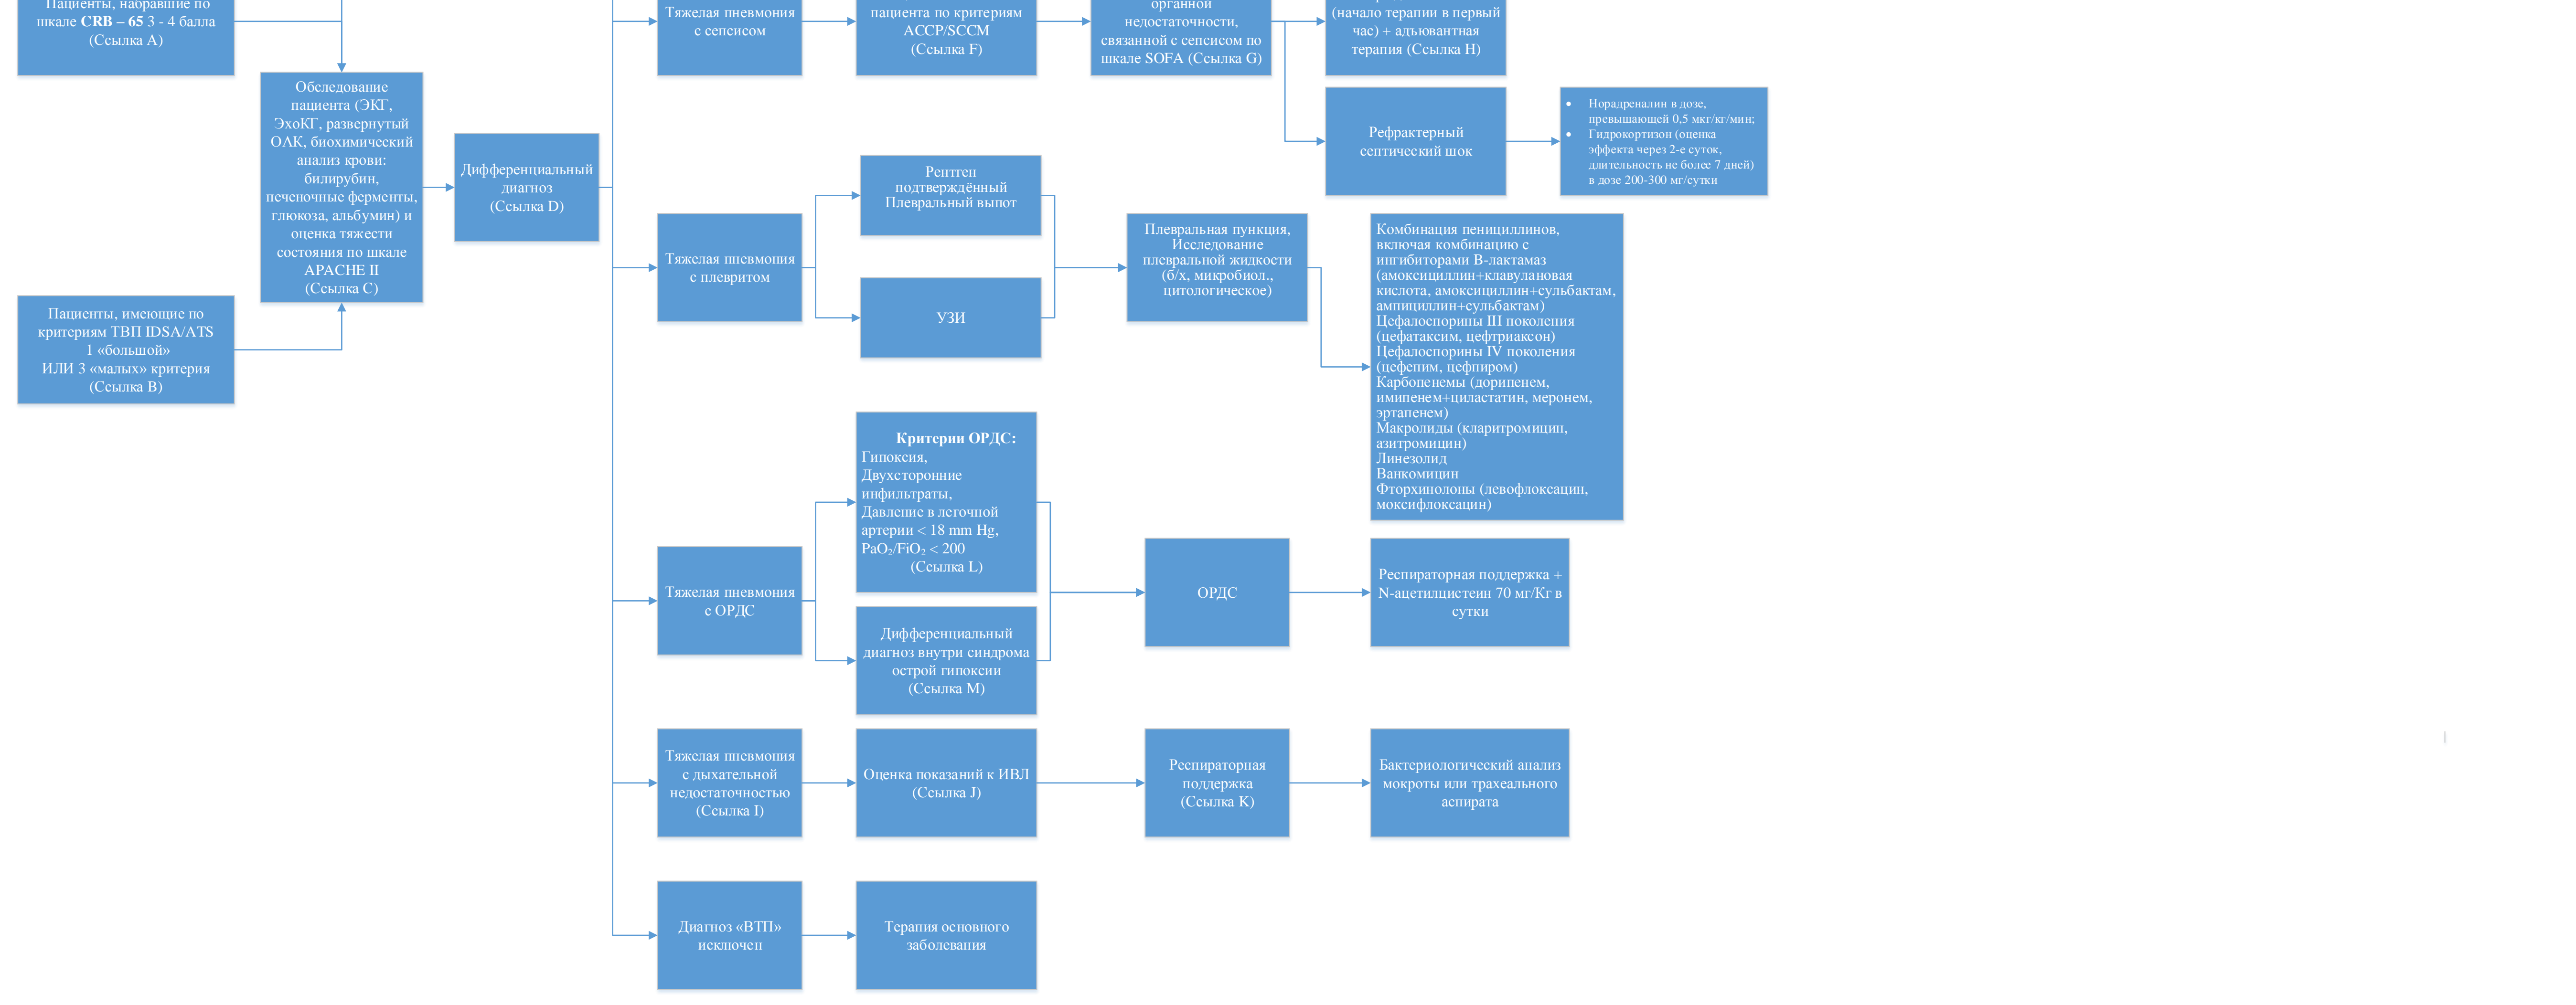 Пациенты, набравшие по
шкале CRB – 65 3 - 4 балла
(Ссылка A)
Обследование
пациента (ЭКГ,
ЭхоКГ, развернутый
ОАК, биохимический
анализ крови:
билирубин,
печеночные ферменты,
глюкоза, альбумин) и
оценка тяжести
состояния по шкале
APACHE II
(Ссылка C)
Пациенты, имеющие по
критериям ТВП IDSA/ATS
1 «большой»
ИЛИ 3 «малых» критерия
(Ссылка B)
Дифференциальный
диагноз
(Ссылка D)
Тяжелая пневмония
с сепсисом
пациента по критериям
ACCP/SCCM
(Ссылка F)
органной
недостаточности,
связанной с сепсисом по
шкале SOFA (Ссылка G)
(начало терапии в первый
час) + адъювантная
терапия (Ссылка H)
Рефрактерный
септический шок
• Норадреналин в дозе,
превышающей 0,5 мкг/кг/мин;
• Гидрокортизон (оценка
эффекта через 2-е суток,
длительность не более 7 дней)
в дозе 200-300 мг/сутки
Тяжелая пневмония
с плевритом
Рентген
подтверждённый
Плевральный выпот
УЗИ
Плевральная пункция,
Исследование
плевральной жидкости
(б/х, микробиол.,
цитологическое)
Комбинация пенициллинов,
включая комбинацию с
ингибиторами В-лактамаз
(амоксициллин+клавулановая
кислота, амоксициллин+сульбактам,
ампициллин+сульбактам)
Цефалоспорины III поколения
(цефатаксим, цефтриаксон)
Цефалоспорины IV поколения
(цефепим, цефпиром)
Карбопенемы (дорипенем,
имипенем+циластатин, меронем,
эртапенем)
Макролиды (кларитромицин,
азитромицин)
Линезолид
Ванкомицин
Фторхинолоны (левофлоксацин,
моксифлоксацин)
Тяжелая пневмония
с ОРДС
Критерии ОРДС:
Гипоксия,
Двухсторонние
инфильтраты,
Давление в легочной
артерии < 18 mm Hg,
PaO₂/FiO₂ < 200
(Ссылка L)
Дифференциальный
диагноз внутри синдрома
острой гипоксии
(Ссылка M)
ОРДС
Респираторная поддержка +
N-ацетилцистеин 70 мг/Кг в
сутки
Тяжелая пневмония
с дыхательной
недостаточностью
(Ссылка I)
Оценка показаний к ИВЛ
(Ссылка J)
Респираторная
поддержка
(Ссылка K)
Бактериологический анализ
мокроты или трахеального
аспирата
Диагноз «ВТП»
исключен
Терапия основного
заболевания